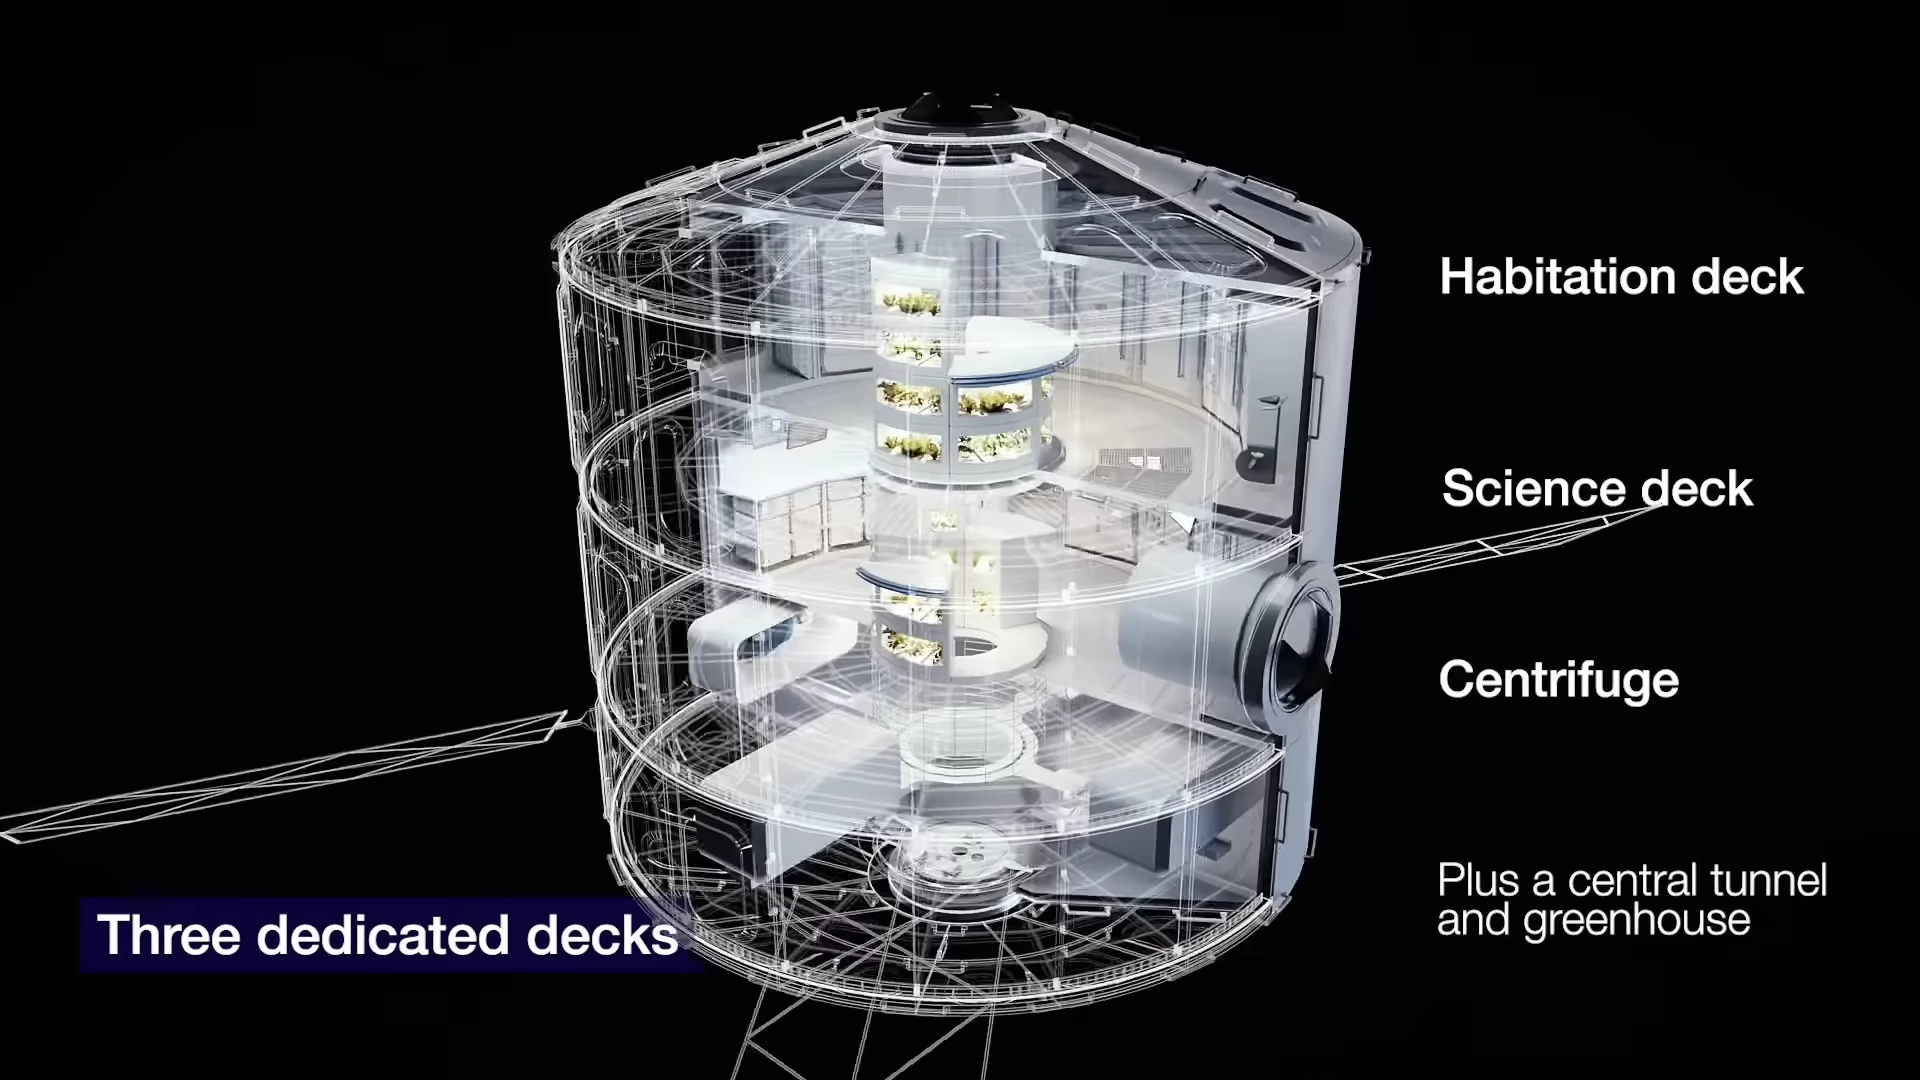 Habitation deck
Science deck
Centrifuge
Plus a central tunnel
and greenhouse
Three dedicated decks